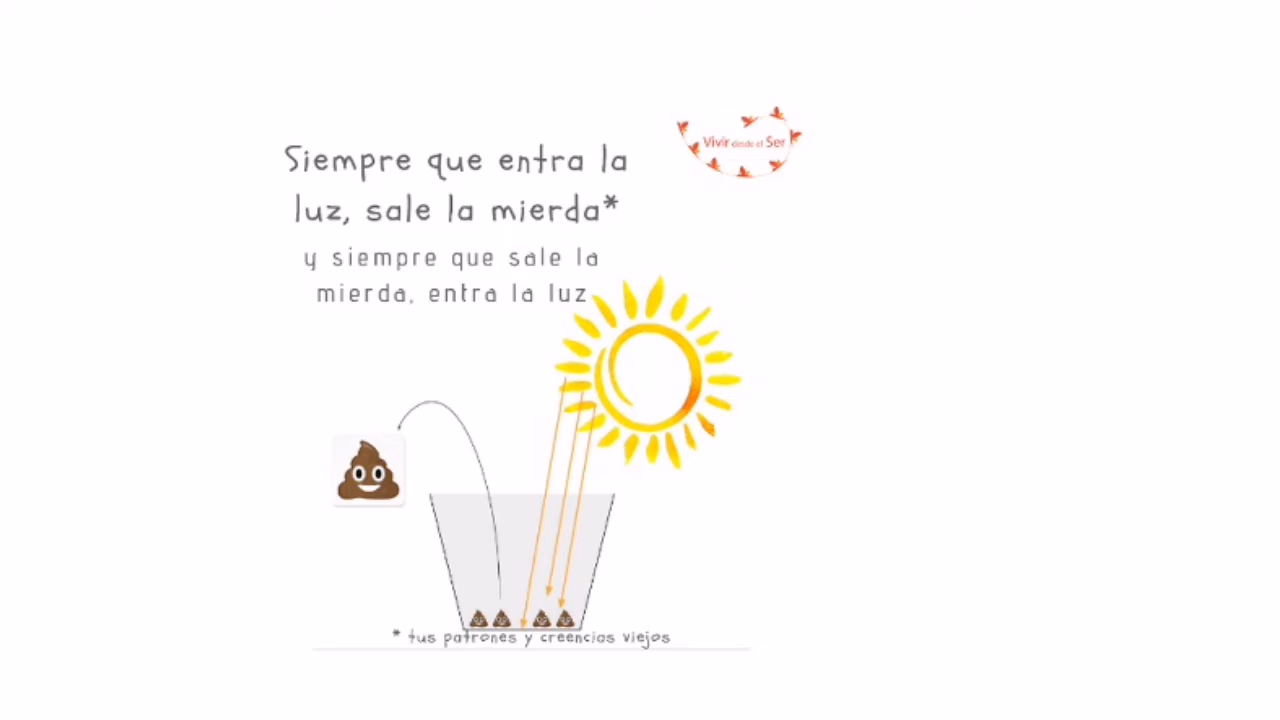 Siempre que entra la
luz, sale la mierda*
y siempre que sale la
mierda, entra la luz
Vivir desde el Ser
* tus patrones y creencias viejos